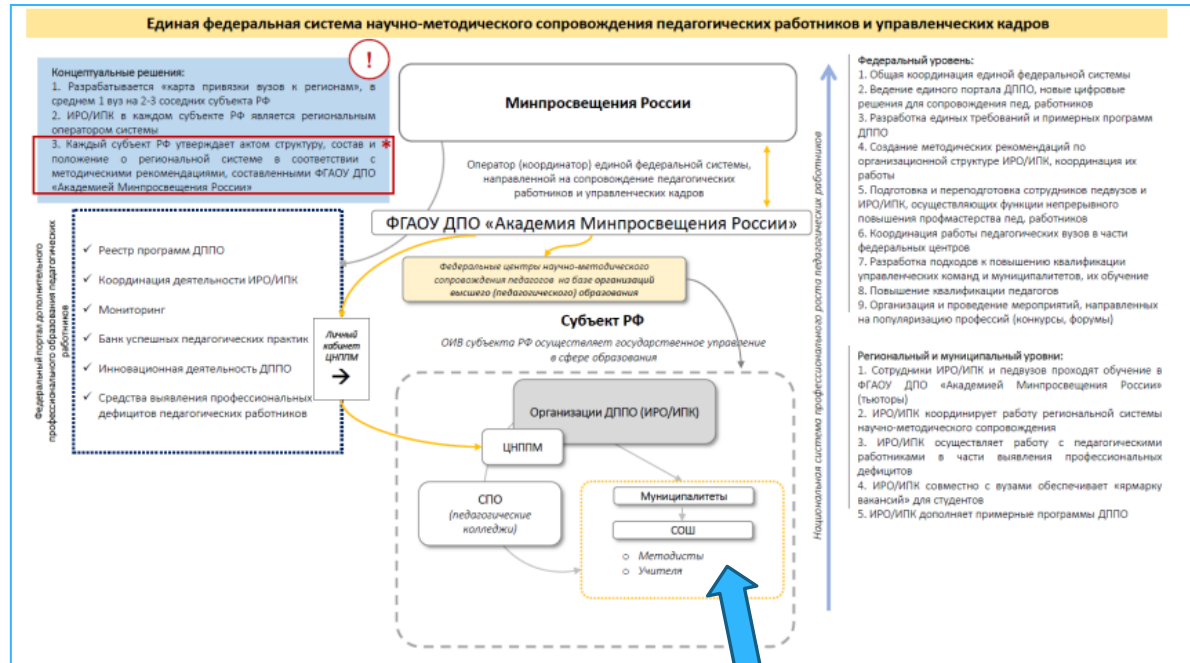 Единая федеральная система научно-методического сопровождения педагогических работников и управленческих кадров
!
Концептуальные решения:
1. Разрабатывается «карта привязки вузов к регионам», в
среднем 1 вуз на 2-3 соседних субъекта РФ
2. ИРО/ИПК в каждом субъекте РФ является региональным
оператором системы
3. Каждый субъект РФ утверждает актом структуру, состав и *
положение о региональной системе в соответствии с
методическими рекомендациями, составленными ФГАОУ ДПО
«Академией Минпросвещения России»
Минпросвещения России
Оператор (координатор) единой федеральной системы,
направленной на сопровождение педагогических
работников и управленческих кадров
ФГАОУ ДПО «Академия Минпросвещения России»
Федеральные центры научно-методического
сопровождения педагогов на базе организаций
высшего (педагогического) образования
Федеральный портал дополнительного
профессионального образования педагогических
работников
✓ Реестр программ ДППО
✓ Координация деятельности ИРО/ИПК
✓ Мониторинг
✓ Банк успешных педагогических практик
✓ Инновационная деятельность ДППО
✓ Средства выявления профессиональных
дефицитов педагогических работников
Личный
кабинет
ЦНППМ
→
Субъект РФ
ОИВ субъекта РФ осуществляет государственное управление
в сфере образования
Организации ДППО (ИРО/ИПК)
ЦНППМ
СПО
(педагогические
колледжи)
Муниципалитеты
СОШ
o Методисты
o Учителя
Национальная система профессионального роста педагогических работников
Федеральный уровень:
1. Общая координация единой федеральной системы
2. Ведение единого портала ДППО, новые цифровые
решения для сопровождения пед. работников
3. Разработка единых требований и примерных программ
ДППО
4. Создание методических рекомендаций по
организационной структуре ИРО/ИПК, координация их
работы
5. Подготовка и переподготовка сотрудников педвузов и
ИРО/ИПК, осуществляющих функции непрерывного
повышения профмастерства пед. работников
6. Координация работы педагогических вузов в части
федеральных центров
7. Разработка подходов к повышению квалификации
управленческих команд и муниципалитетов, их обучение
8. Повышение квалификации педагогов
9. Организация и проведение мероприятий, направленных
на популяризацию профессий (конкурсы, форумы)
Региональный и муниципальный уровни:
1. Сотрудники ИРО/ИПК и педвузов проходят обучение в
ФГАОУ ДПО «Академией Минпросвещения России»
(тьюторы)
2. ИРО/ИПК координирует работу региональной системы
научно-методического сопровождения
3. ИРО/ИПК осуществляет работу с педагогическими
работниками в части выявления профессиональных
дефицитов
4. ИРО/ИПК совместно с вузами обеспечивает «ярмарку
вакансий» для студентов
5. ИРО/ИПК дополняет примерные программы ДППО